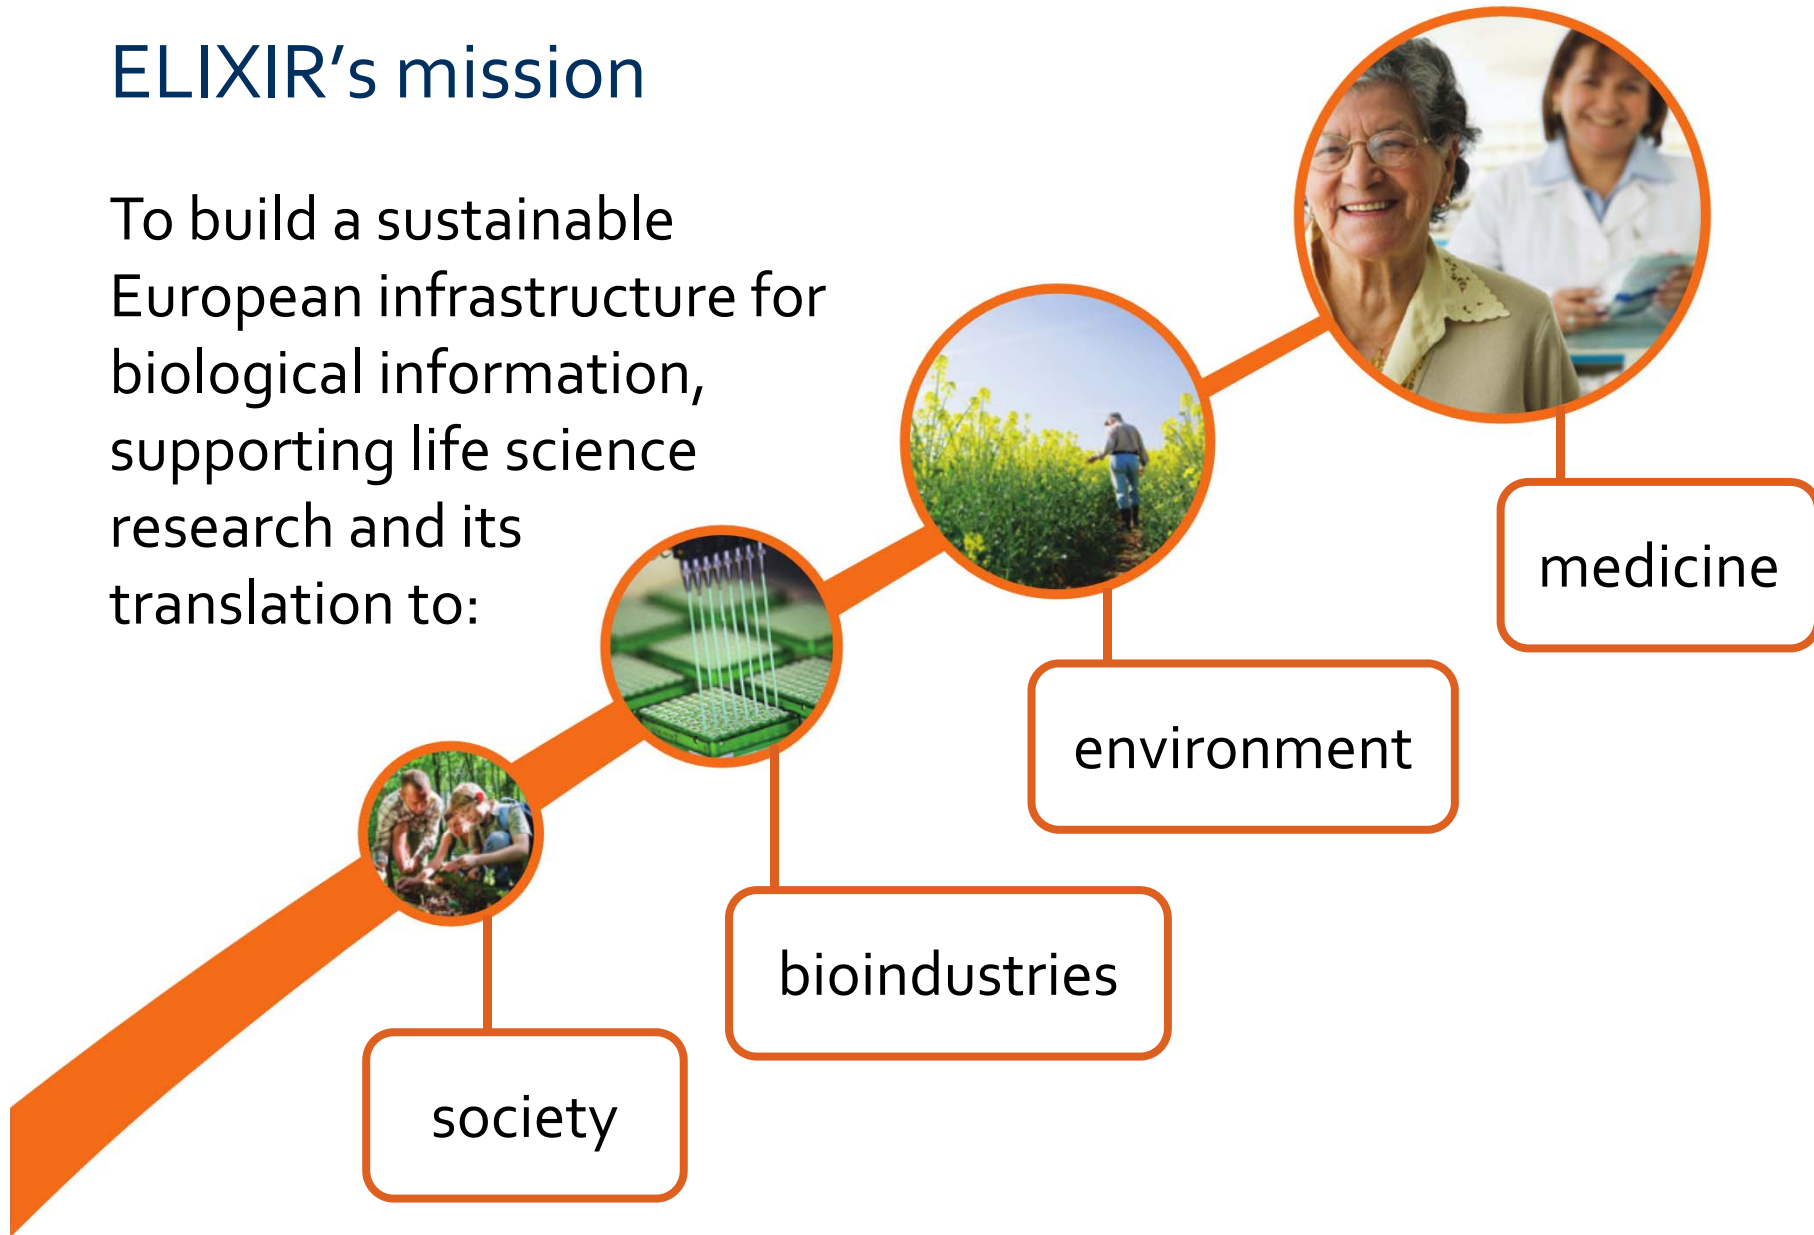 ELIXIR’s mission
To build a sustainable
European infrastructure for
biological information,
supporting life science
research and its
translation to:
medicine
environment
bioindustries
society